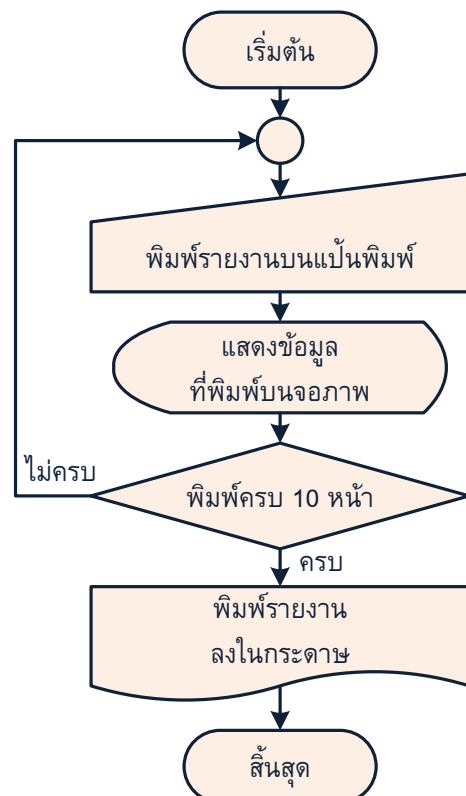 เริ่มต้น
พิมพ์รายงานบนแป้นพิมพ์
แสดงข้อมูล
ที่พิมพ์บนจอภาพ
ไม่ครบ
พิมพ์ครบ 10 หน้า
ครบ
พิมพ์รายงาน
ลงในกระดาษ
สิ้นสุด